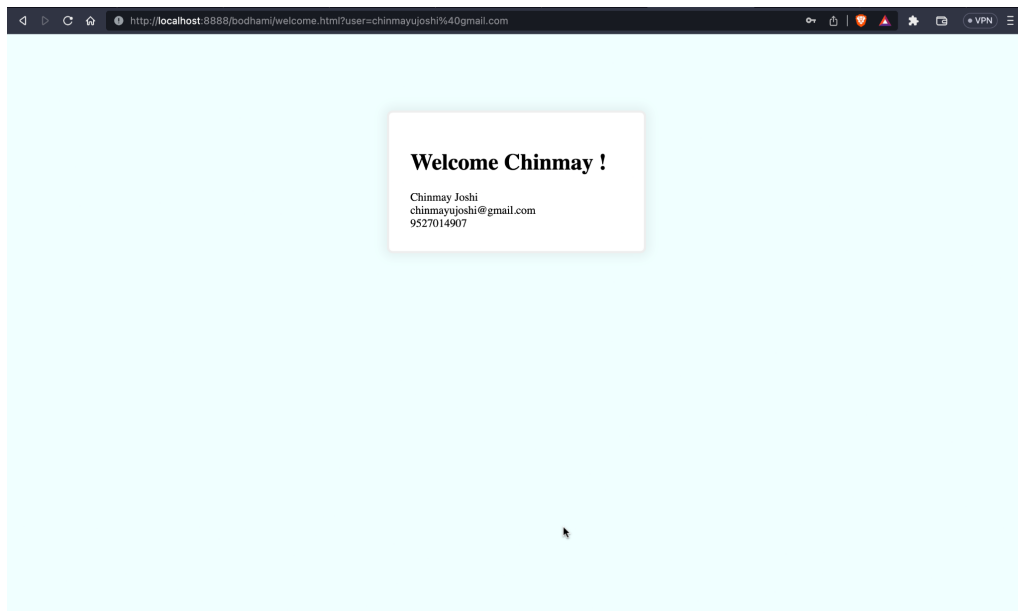 http://localhost:8888/bodhami/welcome.html?user=chinmayujoshi%40gmail.com
VPN
Welcome Chinmay !
Chinmay Joshi
chinmayujoshi@gmail.com
9527014907